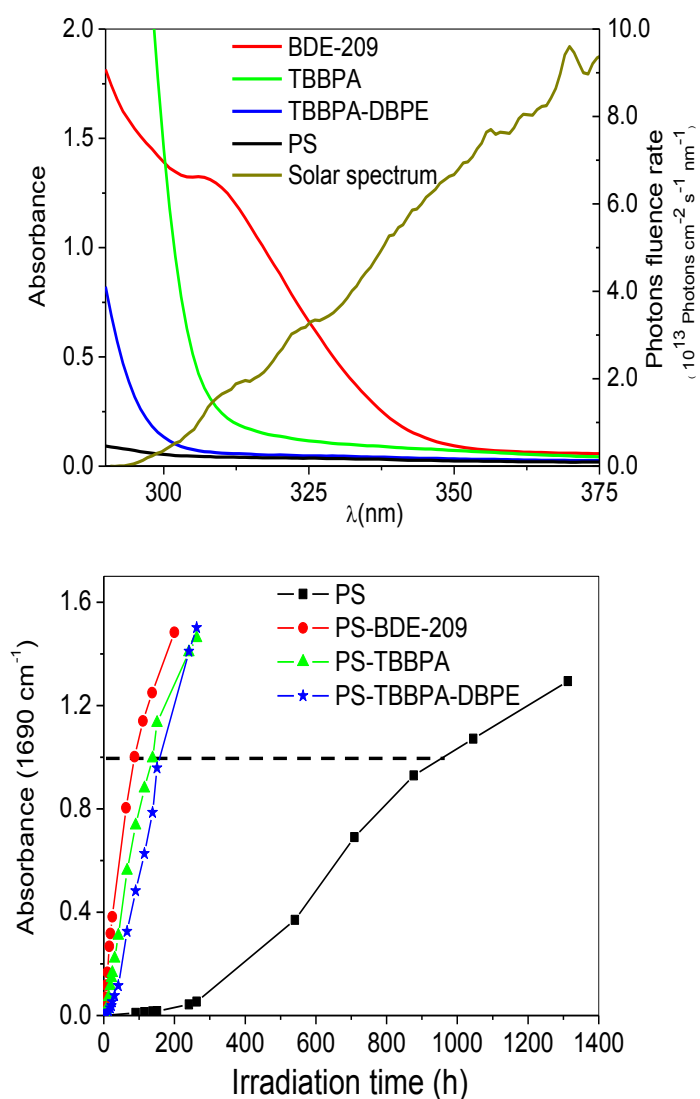 BDE-209
TBBPA
TBBPA-DBPE
PS
Solar spectrum
Absorbance
2.0
1.5
1.0
0.5
0.0
10.0
8.0
6.0
4.0
2.0
0.0
Photons fluence rate
(10¹³ Photons cm⁻² s⁻¹ nm⁻¹)
300 325 350 375
λ(nm)
PS
PS-BDE-209
PS-TBBPA
PS-TBBPA-DBPE
Absorbance (1690 cm⁻¹)
1.6
1.2
0.8
0.4
0.0
0 200 400 600 800 1000 1200 1400
Irradiation time (h)